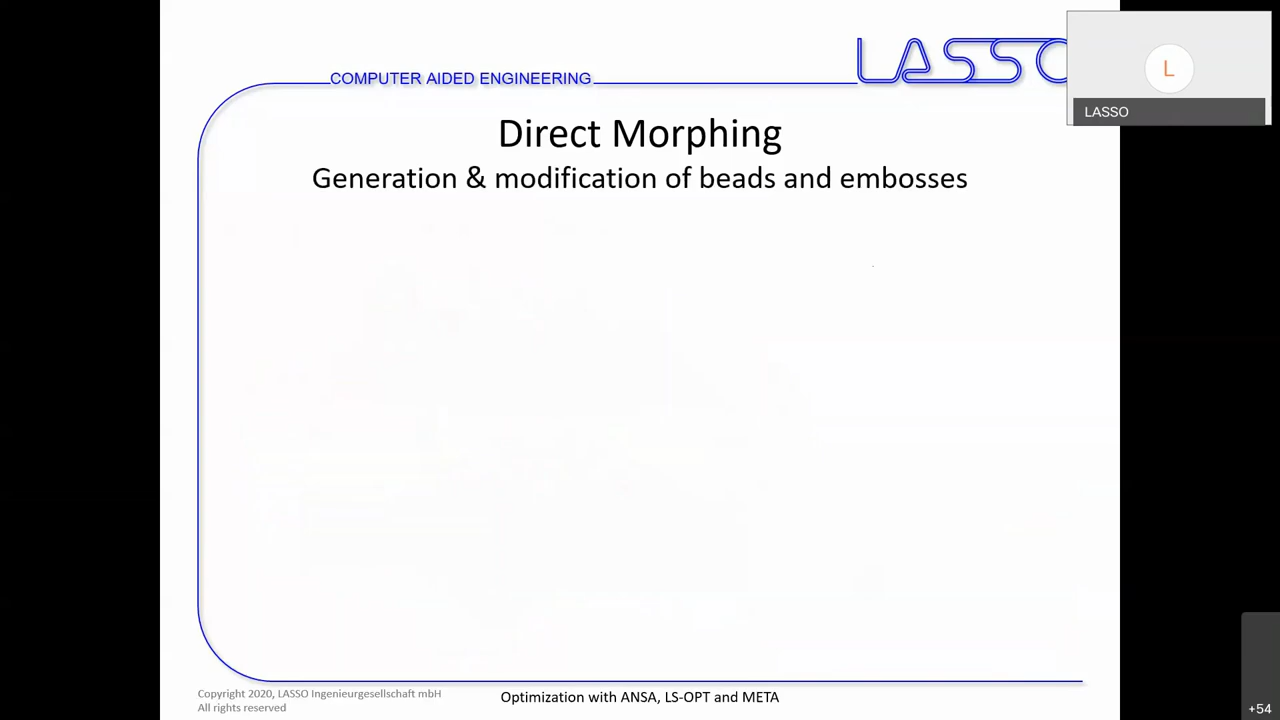 COMPUTER AIDED ENGINEERING
LASSO
L
LASSO
Direct Morphing
Generation & modification of beads and embosses
Copyright 2020, LASSO Ingenieurgesellschaft mbH
All rights reserved
Optimization with ANSA, LS-OPT and META
+54